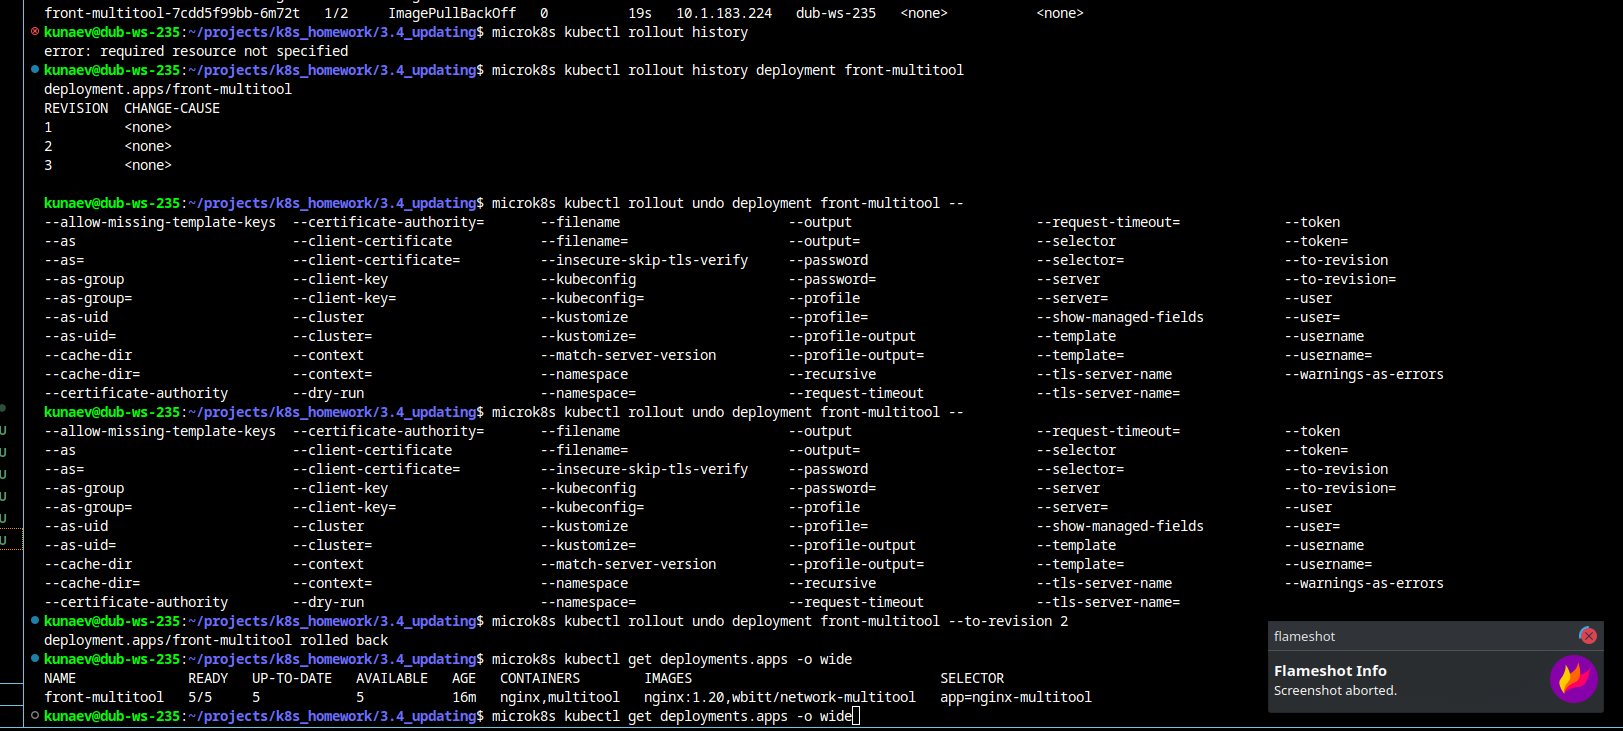 front-multitool-7cdd5f99bb-6m72t   1/2     ImagePullBackOff   0          19s   10.1.183.224   dub-ws-235   <none>           <none>
kunaev@dub-ws-235:~/projects/k8s_homework/3.4_updating$ microk8s kubectl rollout history
error: required resource not specified
kunaev@dub-ws-235:~/projects/k8s_homework/3.4_updating$ microk8s kubectl rollout history deployment front-multitool
deployment.apps/front-multitool
REVISION  CHANGE-CAUSE
1         <none>
2         <none>
3         <none>
kunaev@dub-ws-235:~/projects/k8s_homework/3.4_updating$ microk8s kubectl rollout undo deployment front-multitool --
--allow-missing-template-keys  --certificate-authority=       --filename                     --output                       --request-timeout=             --token
--as                           --client-certificate           --filename=                    --output=                      --selector                     --token=
--as=                          --client-certificate=          --insecure-skip-tls-verify     --password                     --selector=                    --to-revision
--as-group                     --client-key                   --kubeconfig                   --password=                    --server                       --to-revision=
--as-group=                    --client-key=                  --kubeconfig=                  --profile                      --server=                      --user
--as-uid                       --cluster                      --kustomize                    --profile=                     --show-managed-fields          --user=
--as-uid=                      --cluster=                     --kustomize=                   --profile-output               --template                     --username
--cache-dir                    --context                      --match-server-version         --profile-output=              --template=                    --username=
--cache-dir=                   --context=                     --namespace                    --recursive                    --tls-server-name              --warnings-as-errors
--certificate-authority        --dry-run                      --namespace=                   --request-timeout              --tls-server-name=
kunaev@dub-ws-235:~/projects/k8s_homework/3.4_updating$ microk8s kubectl rollout undo deployment front-multitool --
--allow-missing-template-keys  --certificate-authority=       --filename                     --output                       --request-timeout=             --token
--as                           --client-certificate           --filename=                    --output=                      --selector                     --token=
--as=                          --client-certificate=          --insecure-skip-tls-verify     --password                     --selector=                    --to-revision
--as-group                     --client-key                   --kubeconfig                   --password=                    --server                       --to-revision=
--as-group=                    --client-key=                  --kubeconfig=                  --profile                      --server=                      --user
--as-uid                       --cluster                      --kustomize                    --profile=                     --show-managed-fields          --user=
--as-uid=                      --cluster=                     --kustomize=                   --profile-output               --template                     --username
--cache-dir                    --context                      --match-server-version         --profile-output=              --template=                    --username=
--cache-dir=                   --context=                     --namespace                    --recursive                    --tls-server-name              --warnings-as-errors
--certificate-authority        --dry-run                      --namespace=                   --request-timeout              --tls-server-name=
kunaev@dub-ws-235:~/projects/k8s_homework/3.4_updating$ microk8s kubectl rollout undo deployment front-multitool --to-revision 2
deployment.apps/front-multitool rolled back
kunaev@dub-ws-235:~/projects/k8s_homework/3.4_updating$ microk8s kubectl get deployments.apps -o wide
NAME              READY   UP-TO-DATE   AVAILABLE   AGE   CONTAINERS        IMAGES                               SELECTOR
front-multitool   5/5     5            5           16m   nginx,multitool   nginx:1.20,wbitt/network-multitool   app=nginx-multitool
kunaev@dub-ws-235:~/projects/k8s_homework/3.4_updating$ microk8s kubectl get deployments.apps -o wide
U
U
U
U
U
U
flameshot
Flameshot Info
Screenshot aborted.